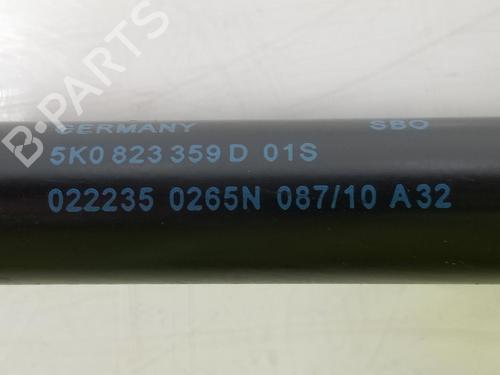 B-PARTS
GERMANY SBO
5K0 823 359 D 01S
022235 0265N 087/10 A32